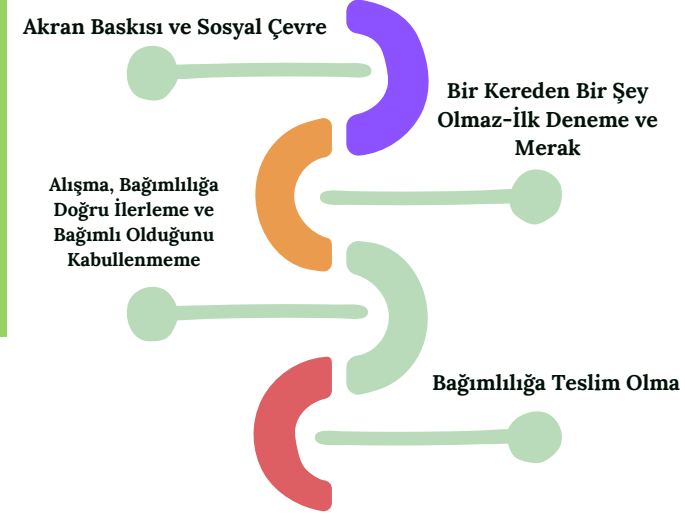 Akran Baskısı ve Sosyal Çevre
Bir Kereden Bir Şey
Olmaz-İlk Deneme ve
Merak
Alışma, Bağımlılığa
Doğru İlerleme ve
Bağımlı Olduğunu
Kabullenmeme
Bağımlılığa Teslim Olma